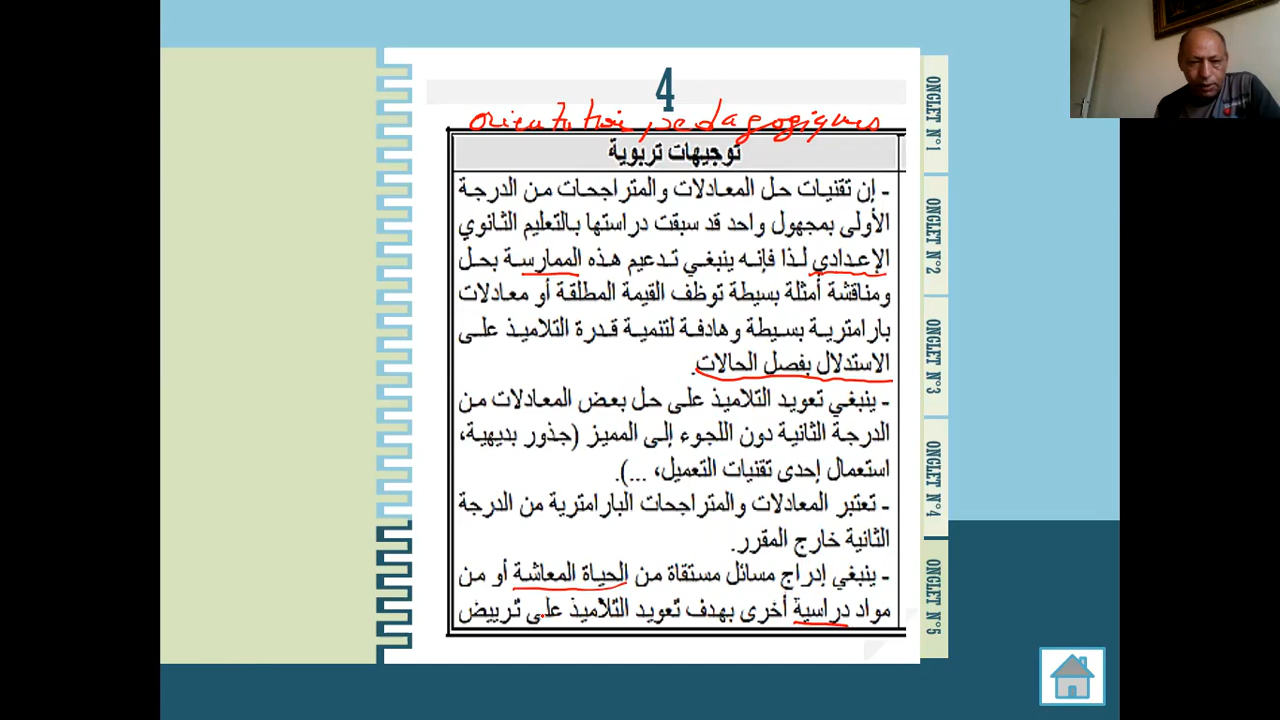 4
orientation pedagogiques
توجيهات تربوية
- إن تقنيات حل المعادلات والمتراجحات من الدرجة
الأولى بمجهول واحد قد سبقت دراستها بالتعليم الثانوي
الإعدادي لذا فإنه ينبغي تدعيم هذه الممارسة بحل
ومناقشة أمثلة بسيطة توظف القيمة المطلقة أو معادلات
بارامترية بسيطة وهادفة لتنمية قدرة التلاميذ على
الاستدلال بفصل الحالات.
- ينبغي تعويد التلاميذ على حل بعض المعادلات من
الدرجة الثانية دون اللجوء إلى المميز (جذور بديهية،
استعمال إحدى تقنيات التعميل، ...).
- تعتبر المعادلات والمتراجحات البارامترية من الدرجة
الثانية خارج المقرر.
- ينبغي إدراج مسائل مستقاة من الحياة المعاشة أو من
مواد دراسية أخرى بهدف تعويد التلاميذ على تربيض
ONGLET N°1
ONGLET N°2
ONGLET N°3
ONGLET N°4
ONGLET N°5